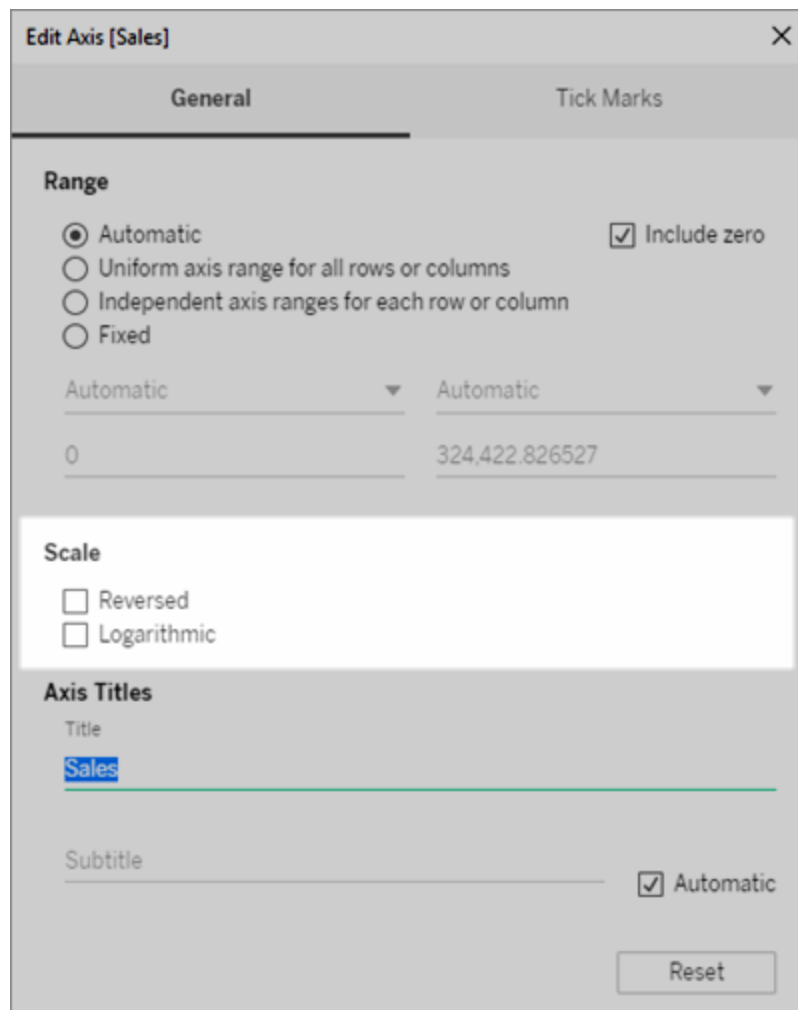 Edit Axis [Sales]
General Tick Marks
Range
Automatic Include zero
Uniform axis range for all rows or columns
Independent axis ranges for each row or column
Fixed
Automatic Automatic
0 324,422.826527
Scale
Reversed
Logarithmic
Axis Titles
Title
Sales
Subtitle
Automatic
Reset